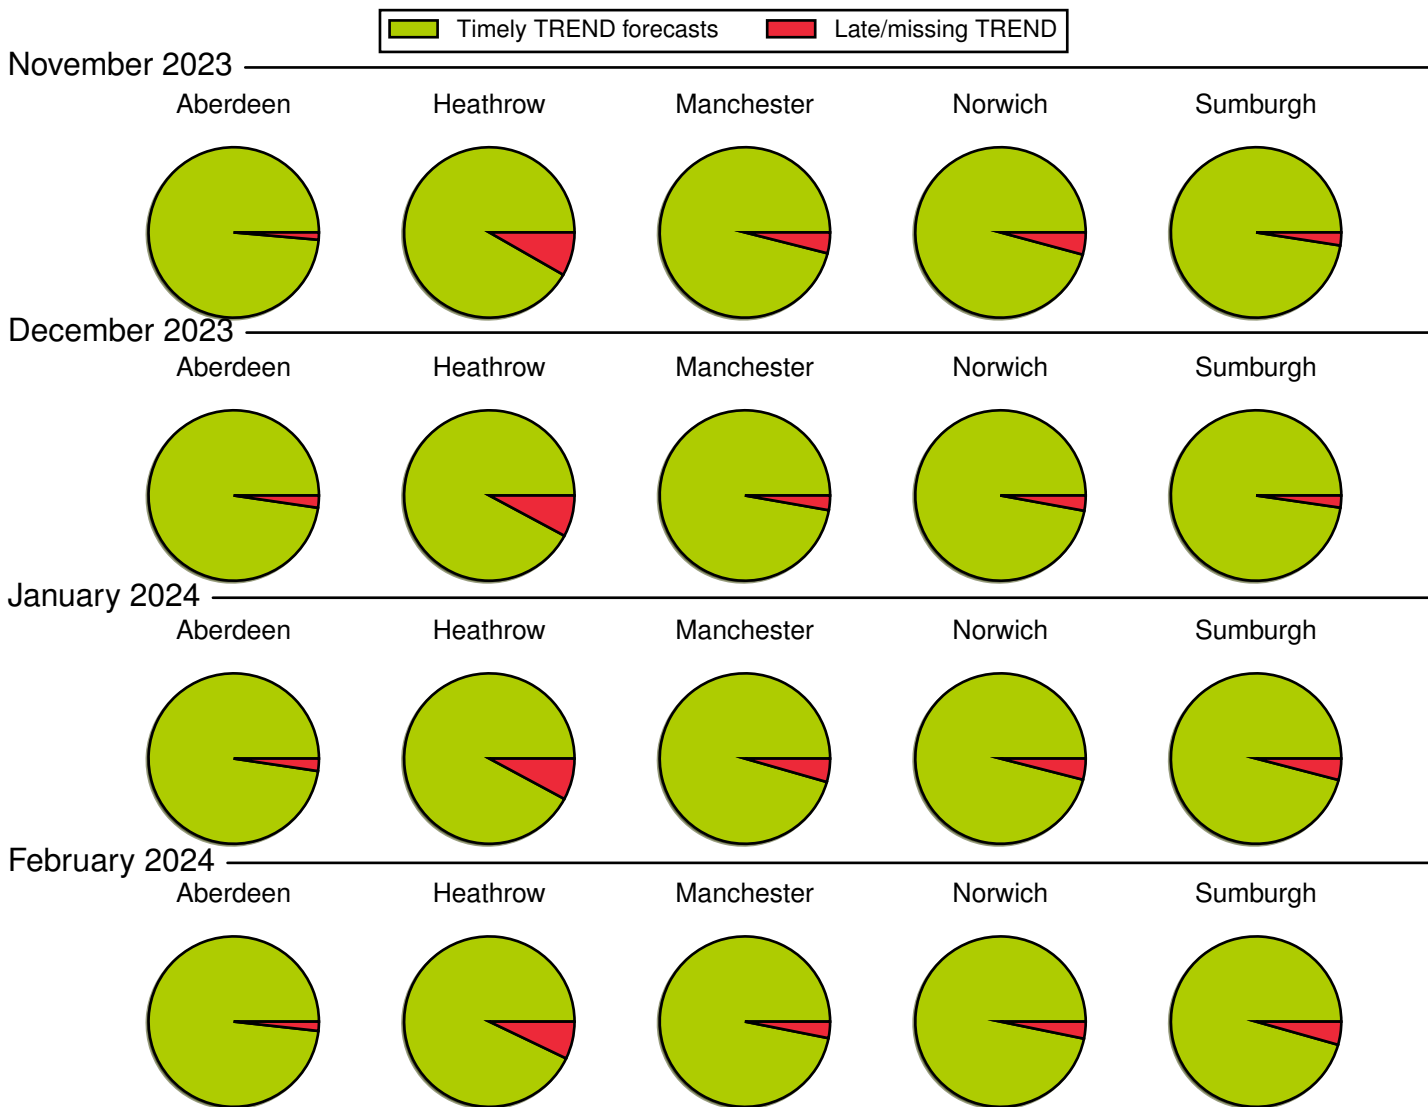 Timely TREND forecasts Late/missing TREND
November 2023
Aberdeen Heathrow Manchester Norwich Sumburgh
December 2023
Aberdeen Heathrow Manchester Norwich Sumburgh
January 2024
Aberdeen Heathrow Manchester Norwich Sumburgh
February 2024
Aberdeen Heathrow Manchester Norwich Sumburgh